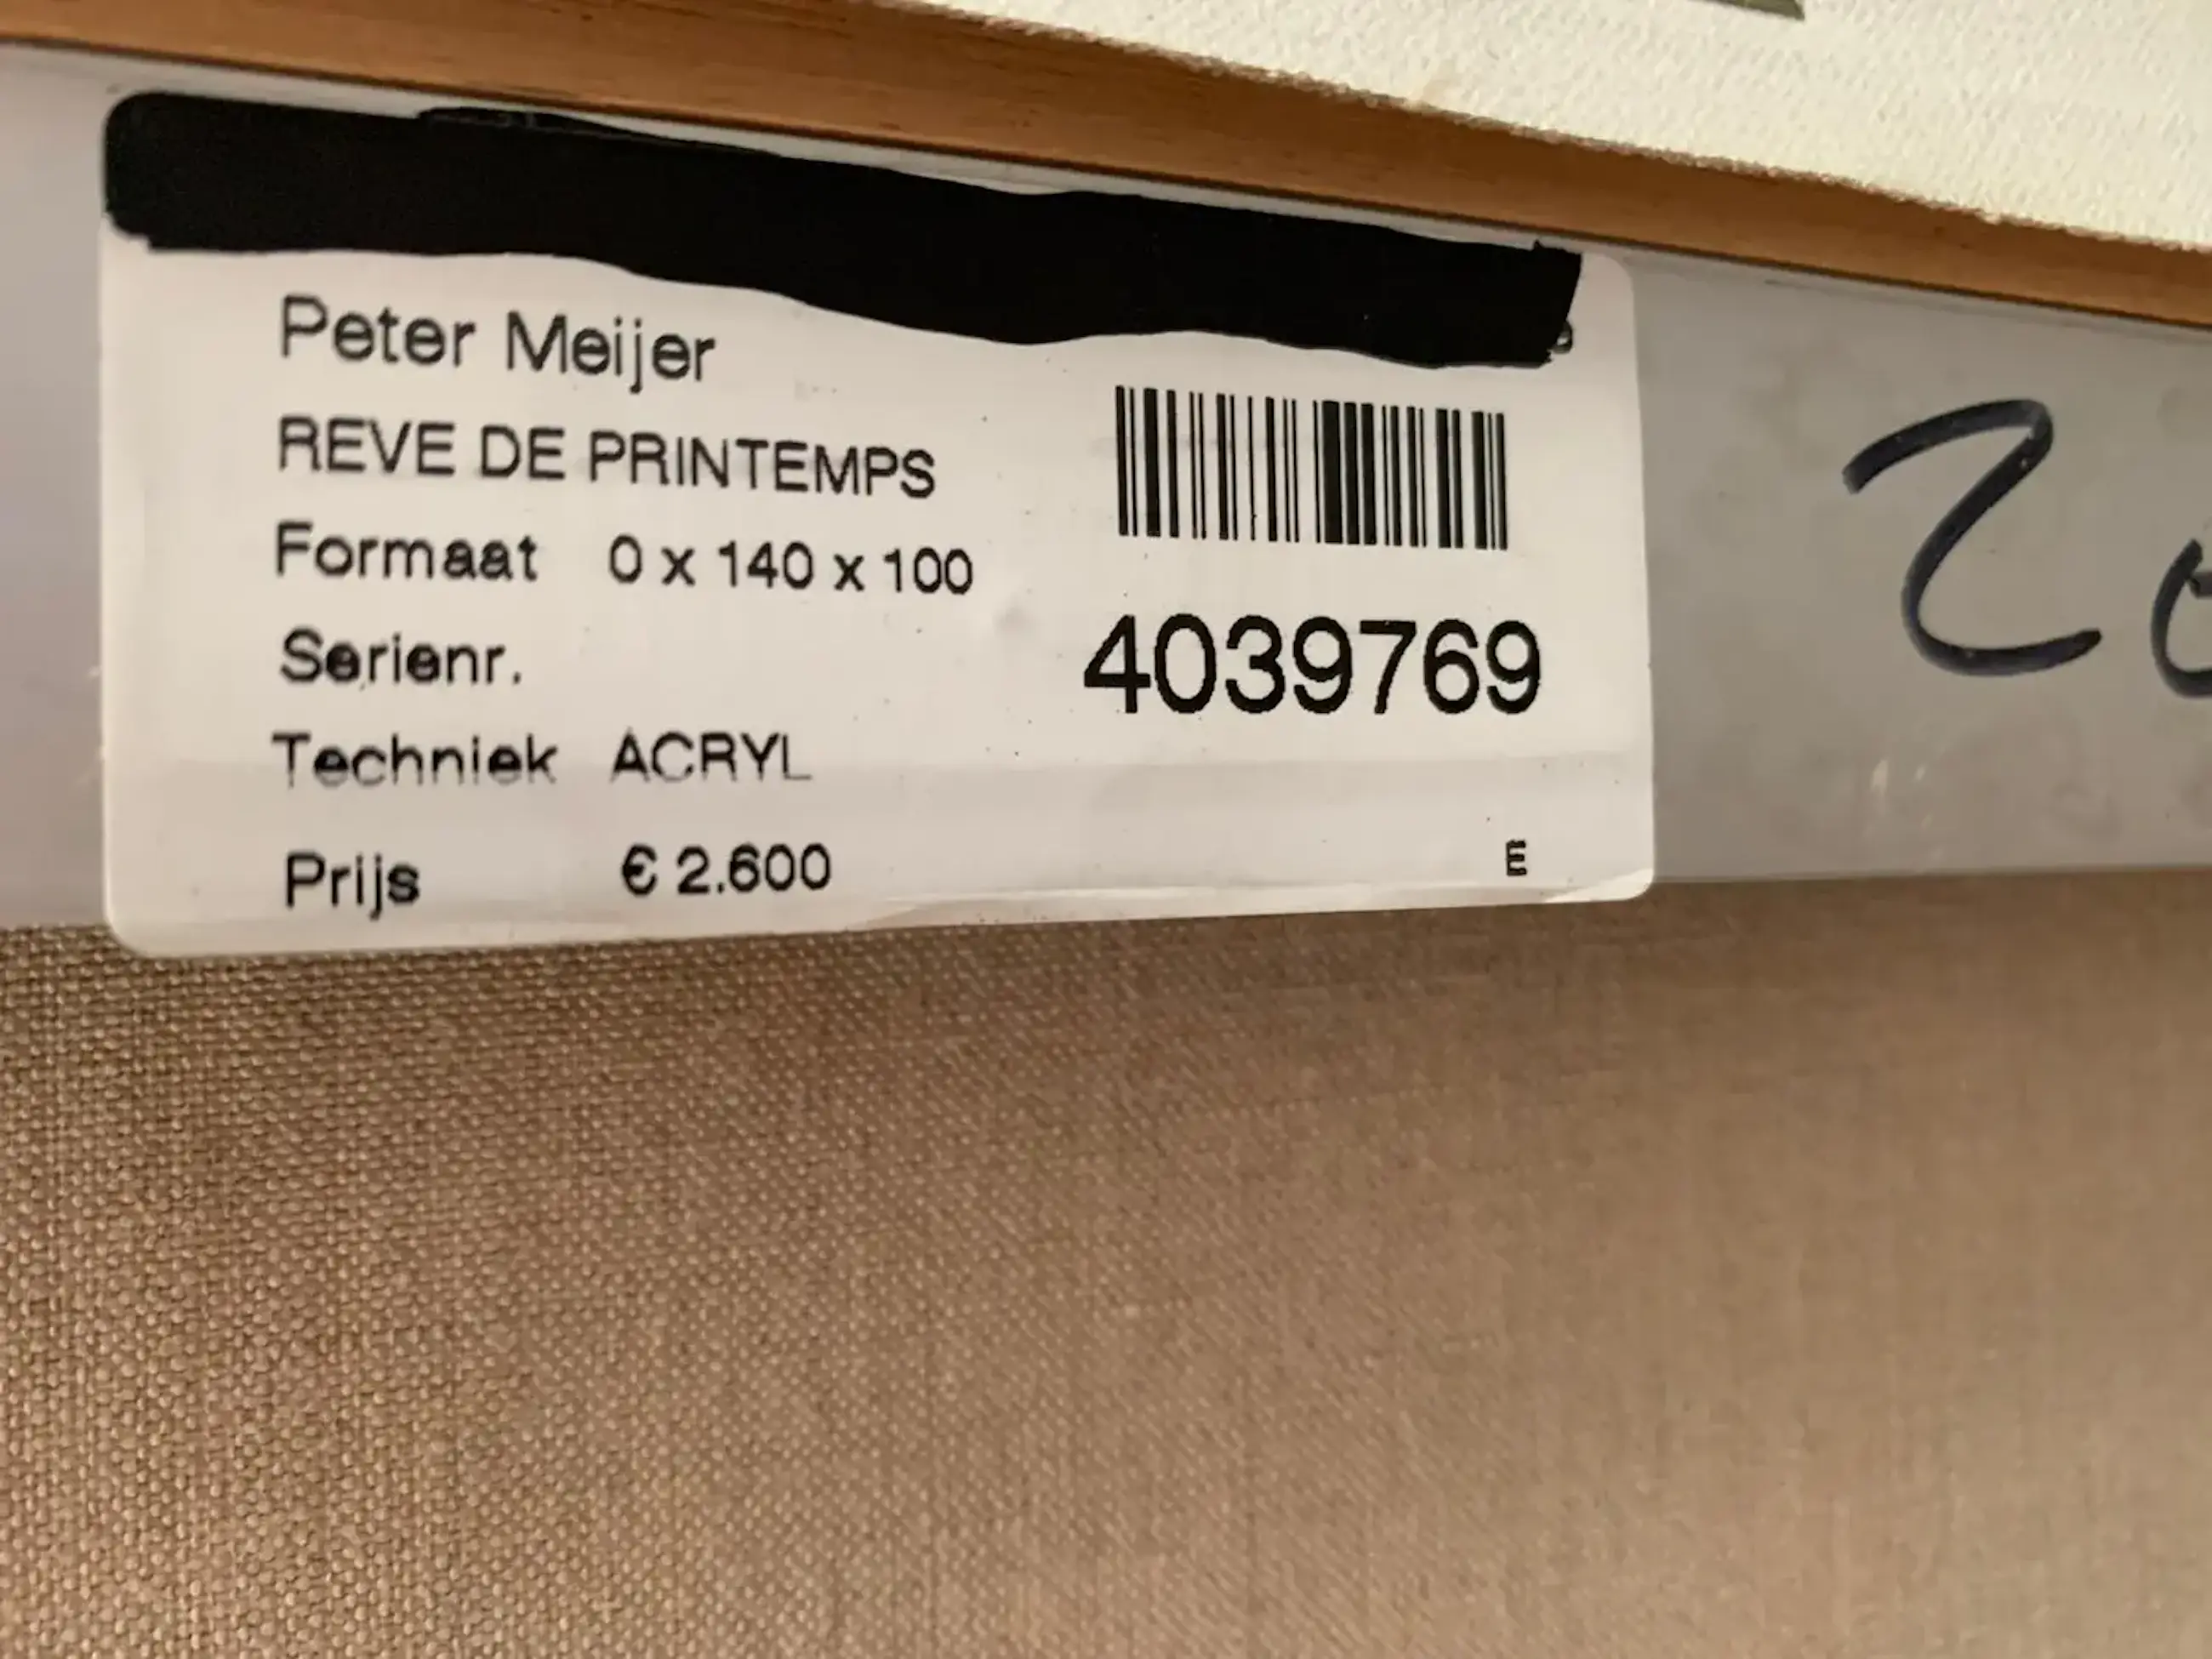 Peter Meijer
REVE DE PRINTEMPS
Formaat 0 x 140 x 100
Serienr.
4039769
Techniek ACRYL
Prijs € 2.600
E